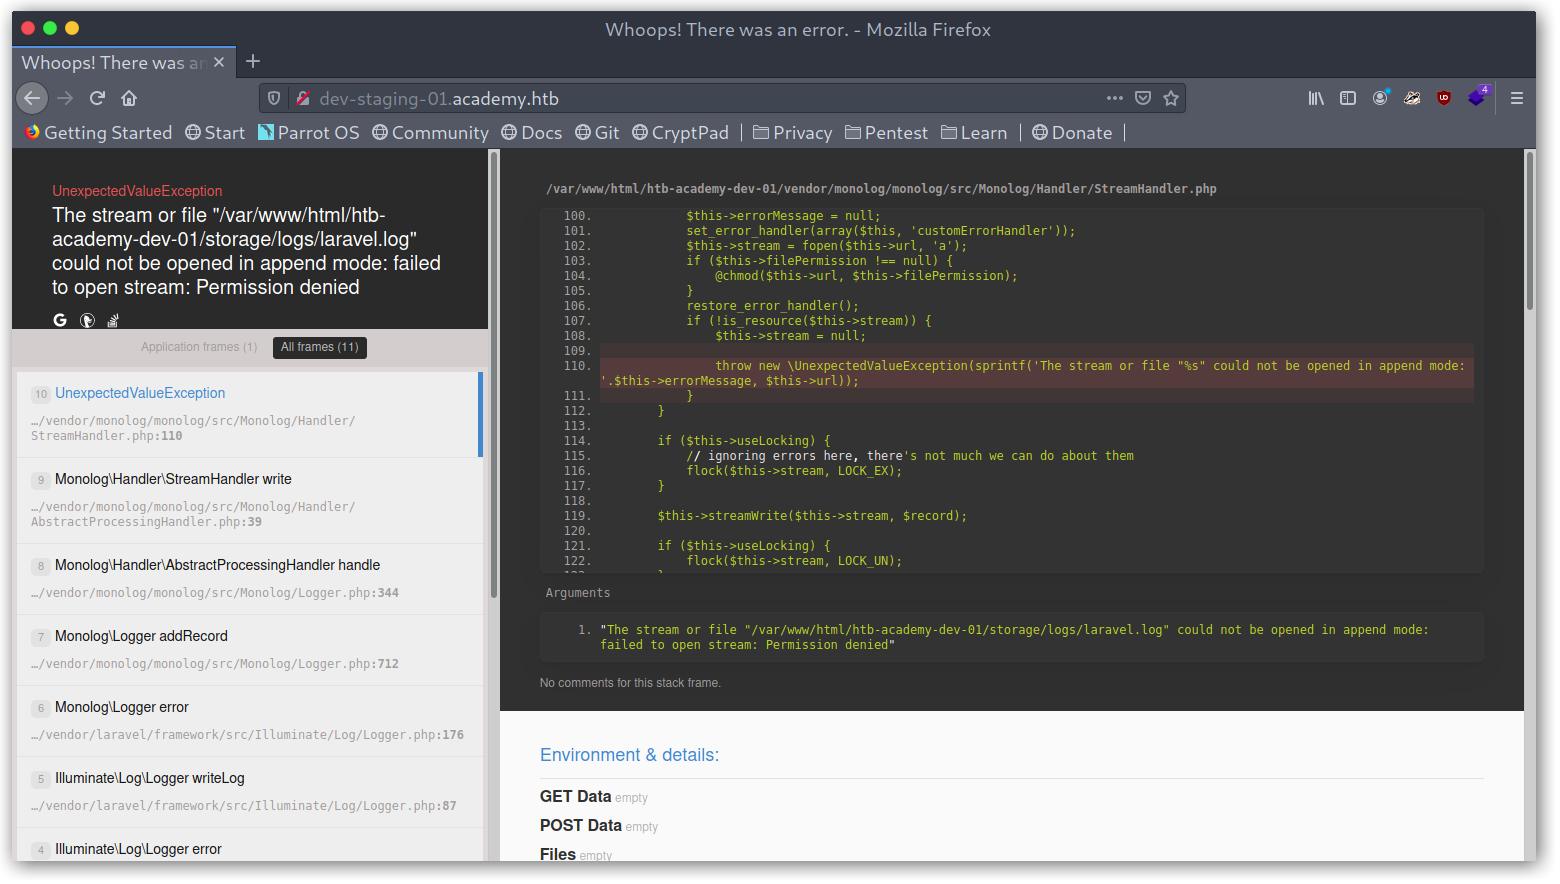 Whoops! There was an error. - Mozilla Firefox
Whoops! There was an
dev-staging-01.academy.htb
4
Getting Started Start Parrot OS Community Docs Git CryptPad Privacy Pentest Learn Donate
UnexpectedValueException
The stream or file "/var/www/html/htb-
academy-dev-01/storage/logs/laravel.log"
could not be opened in append mode: failed
to open stream: Permission denied
Application frames (1) All frames (11)
10 UnexpectedValueException
…/vendor/monolog/monolog/src/Monolog/Handler/
StreamHandler.php:110
9 Monolog\Handler\StreamHandler write
…/vendor/monolog/monolog/src/Monolog/Handler/
AbstractProcessingHandler.php:39
8 Monolog\Handler\AbstractProcessingHandler handle
…/vendor/monolog/monolog/src/Monolog/Logger.php:344
7 Monolog\Logger addRecord
…/vendor/monolog/monolog/src/Monolog/Logger.php:712
6 Monolog\Logger error
…/vendor/laravel/framework/src/Illuminate/Log/Logger.php:176
5 Illuminate\Log\Logger writeLog
…/vendor/laravel/framework/src/Illuminate/Log/Logger.php:87
4 Illuminate\Log\Logger error
/var/www/html/htb-academy-dev-01/vendor/monolog/monolog/src/Monolog/Handler/StreamHandler.php
100. $this->errorMessage = null;
101. set_error_handler(array($this, 'customErrorHandler'));
102. $this->stream = fopen($this->url, 'a');
103. if ($this->filePermission !== null) {
104. @chmod($this->url, $this->filePermission);
105. }
106. restore_error_handler();
107. if (!is_resource($this->stream)) {
108. $this->stream = null;
109.
110. throw new \UnexpectedValueException(sprintf('The stream or file "%s" could not be opened in append mode:
'.$this->errorMessage, $this->url));
111. }
112. }
113.
114. if ($this->useLocking) {
115. // ignoring errors here, there's not much we can do about them
116. flock($this->stream, LOCK_EX);
117. }
118.
119. $this->streamWrite($this->stream, $record);
120.
121. if ($this->useLocking) {
122. flock($this->stream, LOCK_UN);
Arguments
1. "The stream or file "/var/www/html/htb-academy-dev-01/storage/logs/laravel.log" could not be opened in append mode:
failed to open stream: Permission denied"
No comments for this stack frame.
Environment & details:
GET Data empty
POST Data empty
Files empty